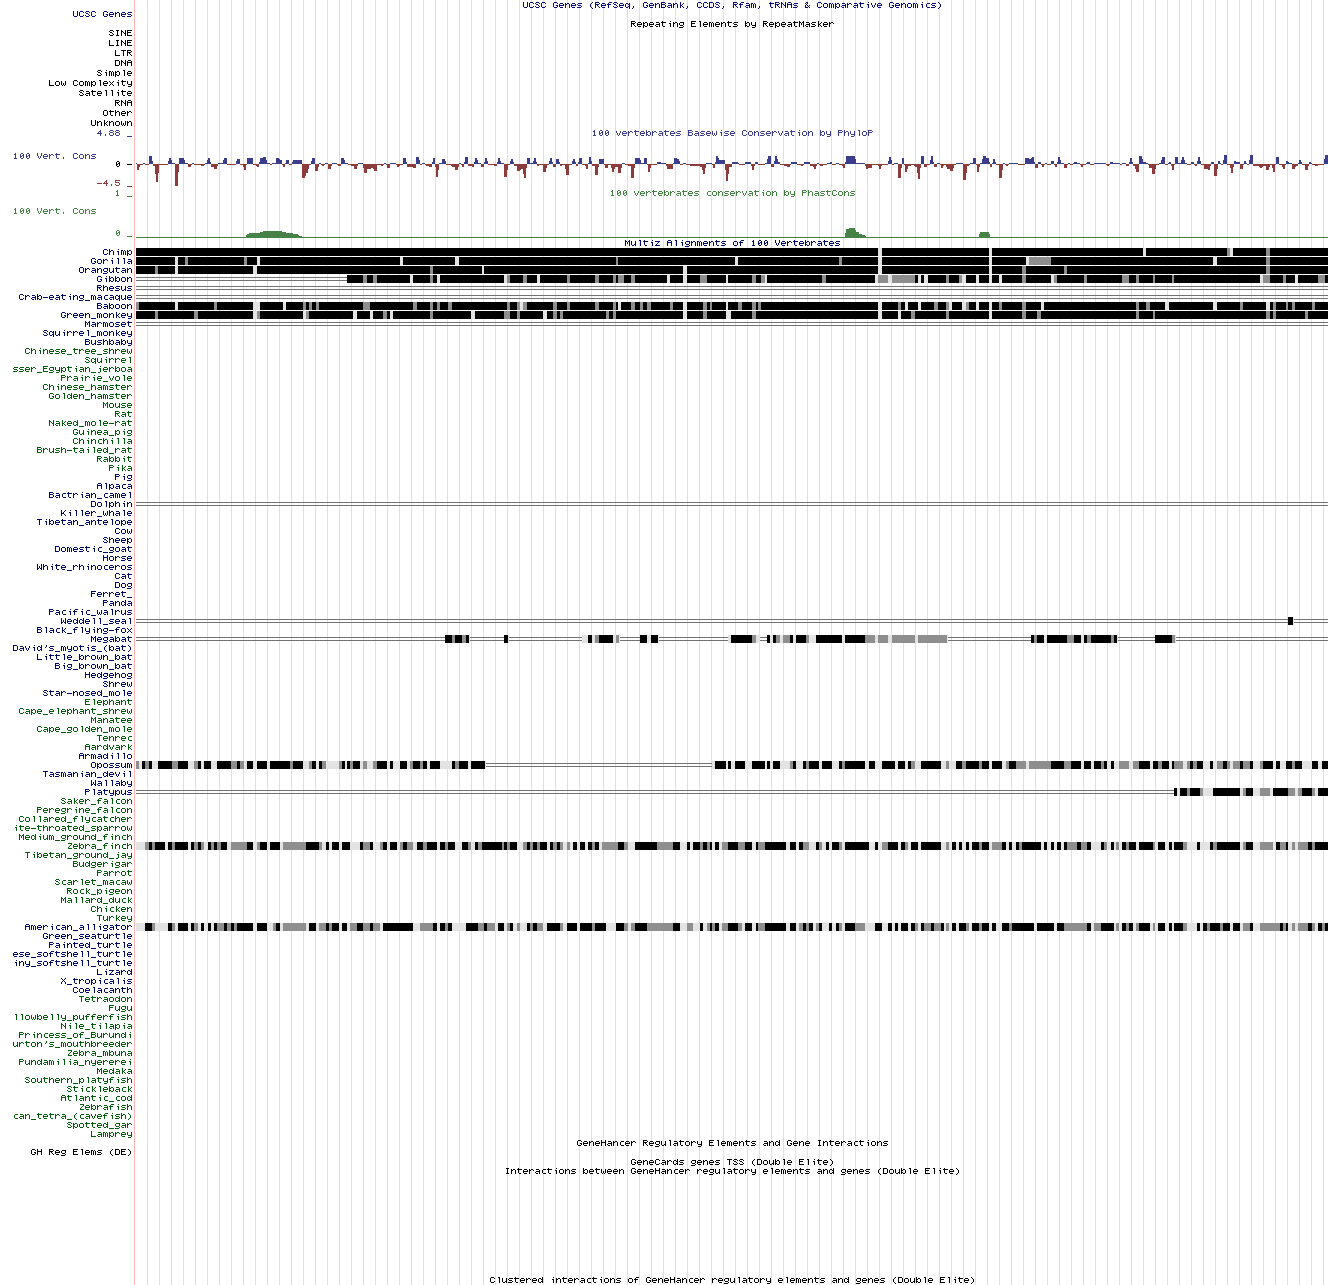 UCSC Genes (RefSeq, GenBank, CCDS, Rfam, tRNAs & Comparative Genomics)
UCSC Genes
Repeating Elements by RepeatMasker
SINE
LINE
LTR
DNA
Simple
Low Complexity
Satellite
RNA
Other
Unknown
4.88 _
100 vertebrates Basewise Conservation by PhyloP
100 Vert. Cons
0 _
-4.5 _
1 _
100 vertebrates conservation by PhastCons
100 Vert. Cons
0 _
Multiz Alignments of 100 Vertebrates
Chimp
Gorilla
Orangutan
Gibbon
Rhesus
Crab-eating_macaque
Baboon
Green_monkey
Marmoset
Squirrel_monkey
Bushbaby
Chinese_tree_shrew
Squirrel
sser_Egyptian_jerboa
Prairie_vole
Chinese_hamster
Golden_hamster
Mouse
Rat
Naked_mole-rat
Guinea_pig
Chinchilla
Brush-tailed_rat
Rabbit
Pika
Pig
Alpaca
Bactrian_camel
Dolphin
Killer_whale
Tibetan_antelope
Cow
Sheep
Domestic_goat
Horse
White_rhinoceros
Cat
Dog
Ferret_
Panda
Pacific_walrus
Weddell_seal
Black_flying-fox
Megabat
David's_myotis_(bat)
Little_brown_bat
Big_brown_bat
Hedgehog
Shrew
Star-nosed_mole
Elephant
Cape_elephant_shrew
Manatee
Cape_golden_mole
Tenrec
Aardvark
Armadillo
Opossum
Tasmanian_devil
Wallaby
Platypus
Saker_falcon
Peregrine_falcon
Collared_flycatcher
ite-throated_sparrow
Medium_ground_finch
Zebra_finch
Tibetan_ground_jay
Budgerigar
Parrot
Scarlet_macaw
Rock_pigeon
Mallard_duck
Chicken
Turkey
American_alligator
Green_seaturtle
Painted_turtle
ese_softshell_turtle
iny_softshell_turtle
Lizard
X_tropicalis
Coelacanth
Tetraodon
Fugu
llowbelly_pufferfish
Nile_tilapia
Princess_of_Burundi
urton's_mouthbreeder
Zebra_mbuna
Pundamilia_nyererei
Medaka
Southern_platyfish
Stickleback
Atlantic_cod
Zebrafish
can_tetra_(cavefish)
Spotted_gar
Lamprey
GeneHancer Regulatory Elements and Gene Interactions
GH Reg Elems (DE)
GeneCards genes TSS (Double Elite)
Interactions between GeneHancer regulatory elements and genes (Double Elite)
Clustered interactions of GeneHancer regulatory elements and genes (Double Elite)